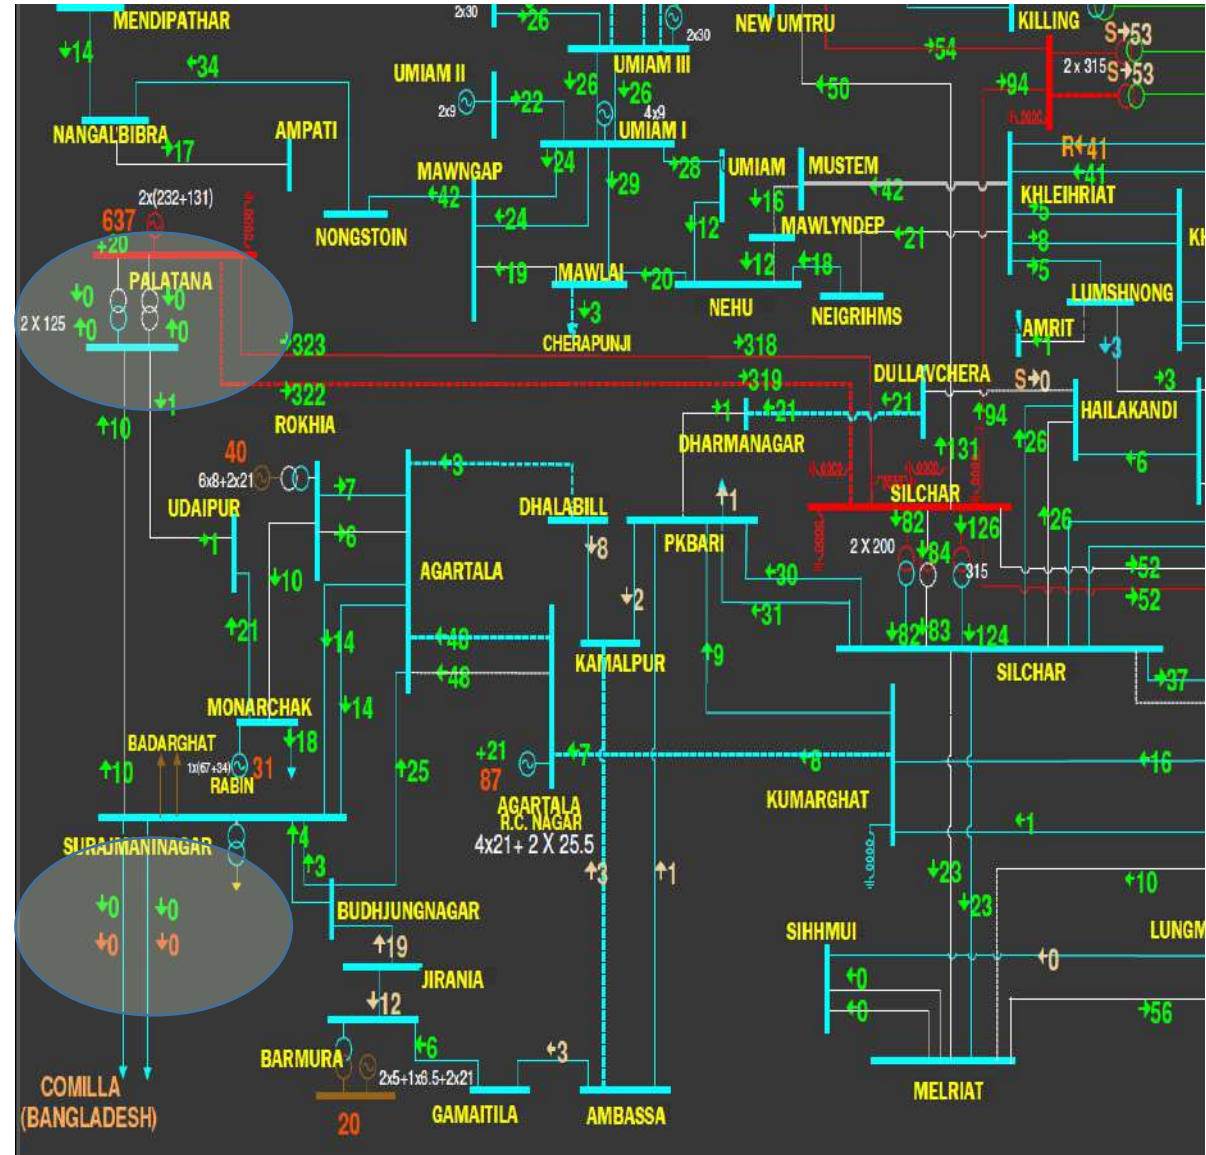 MENDIPATHAR
2x30
26
2x30
NEW UMTRU
KILLING
S→53
↓14
←34
UMIAM II
UMIAM III
→54
2 x 315
S→53
2x9
→22
↓26
↓26
4x9
←50
→94
NANGALBIBRA
AMPATI
UMIAM I
→17
MAWNGAP
↓24
→28
UMIAM
MUSTEM
R←41
←41
2x(232+131)
←42
↓29
↓16
←42
KHLEIHRIAT
637
←24
↓12
MAWLYNDEP
←5
+20
NONGSTOIN
←21
←8
KH
PALATANA
←19
MAWLAI
←20
↓12
←18
←5
↓0
↓0
NEHU
LUMSHNONG
2 X 125
↑0
↑0
↓3
NEIGRIHMS
AMRIT
→323
CHERAPUNJI
→318
←1
↓3
→319
DULLAVCHERA
S→0
→3
↓1
→322
→1
←21
←21
↑94
HAILAKANDI
↑10
ROKHIA
DHARMANAGAR
↑131
↑26
40
←3
←6
6x8+2x21
→7
SILCHAR
UDAIPUR
DHALABILL
↑1
↓82
↓126
↑26
→1
→6
↓8
PKBARI
2 X 200
↓84
315
→52
↓10
AGARTALA
←30
→52
↓2
←31
↑21
↓14
←48
↓82
↓83
↓124
KAMALPUR
↑9
←48
SILCHAR
→37
MONARCHAK
↓14
BADARGHAT
↓18
+21
←7
←8
←16
↑10
1x(67+34)
31
↑25
87
RABIN
AGARTALA
KUMARGHAT
R.C. NAGAR
SURAJMANINAGAR
↑4
4x21+ 2 X 25.5
←1
↑3
↑3
↑1
↓23
←10
↓0
↓0
BUDHJUNGNAGAR
↓23
↓0
↓0
↑19
SIHHMUI
LUNGM
JIRANIA
←0
←0
↓12
←0
→56
BARMURA
←6
←3
COMILLA
2x5+1x6.5+2x21
MELRIAT
(BANGLADESH)
20
GAMAITILA
AMBASSA